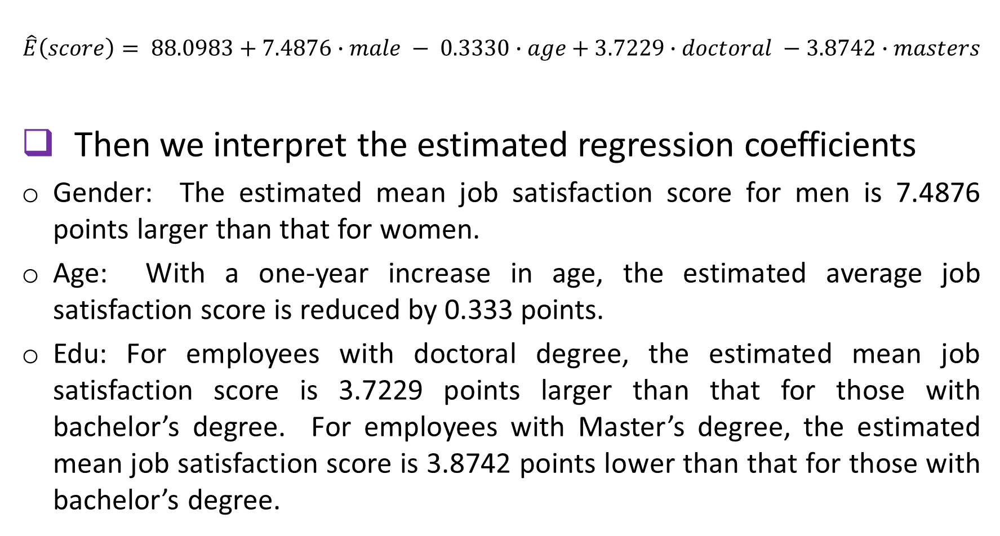 Ê(score) = 88.0983 + 7.4876 · male − 0.3330 · age + 3.7229 · doctoral − 3.8742 · masters
❑ Then we interpret the estimated regression coefficients
o Gender: The estimated mean job satisfaction score for men is 7.4876
points larger than that for women.
o Age: With a one-year increase in age, the estimated average job
satisfaction score is reduced by 0.333 points.
o Edu: For employees with doctoral degree, the estimated mean job
satisfaction score is 3.7229 points larger than that for those with
bachelor’s degree. For employees with Master’s degree, the estimated
mean job satisfaction score is 3.8742 points lower than that for those with
bachelor’s degree.